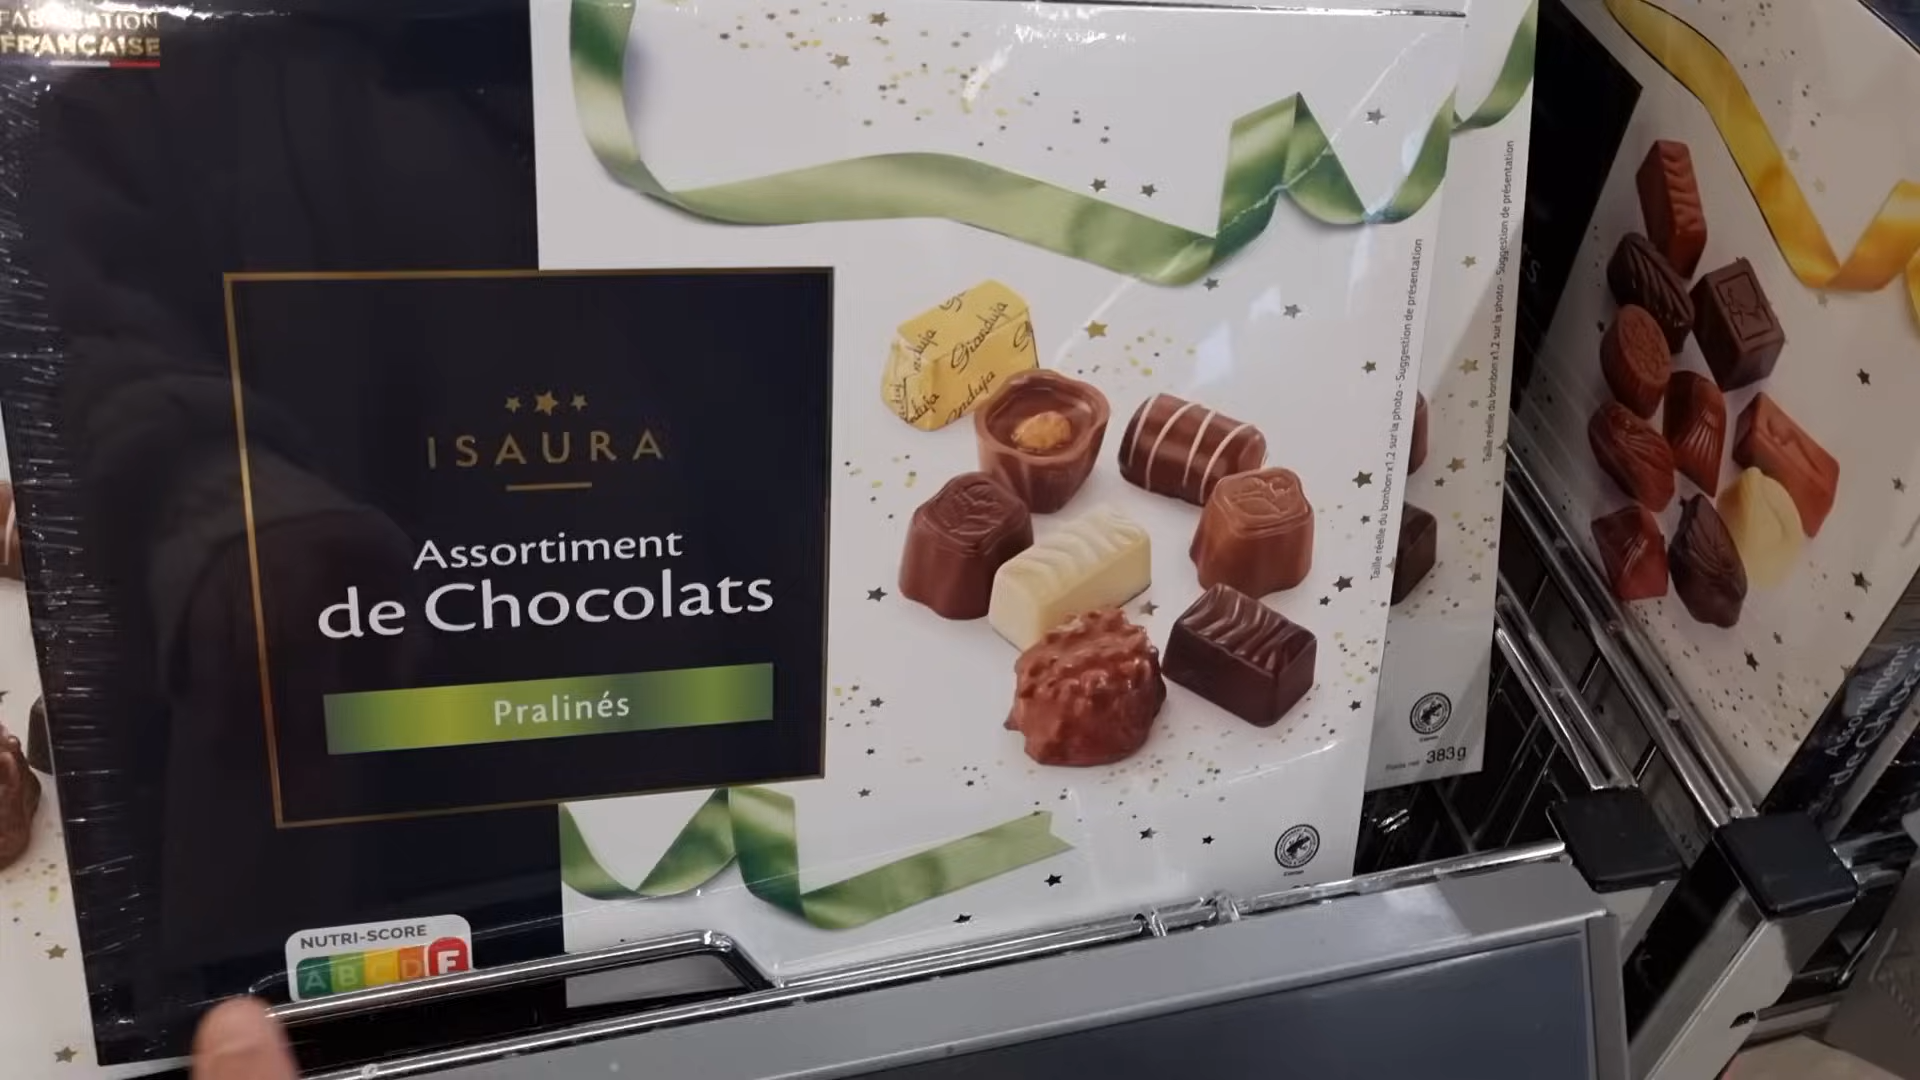 FABRICATION
FRANÇAISE
ISAURA
Assortiment
de Chocolats
Pralinés
Gianduja
Taille réelle du bonbon x1,2 sur la photo - Suggestion de présentation
Taille réelle du bonbon x1,2 sur la photo - Suggestion de présentation
383g
NUTRI-SCORE
A B C D E
Assortiment
de Choco